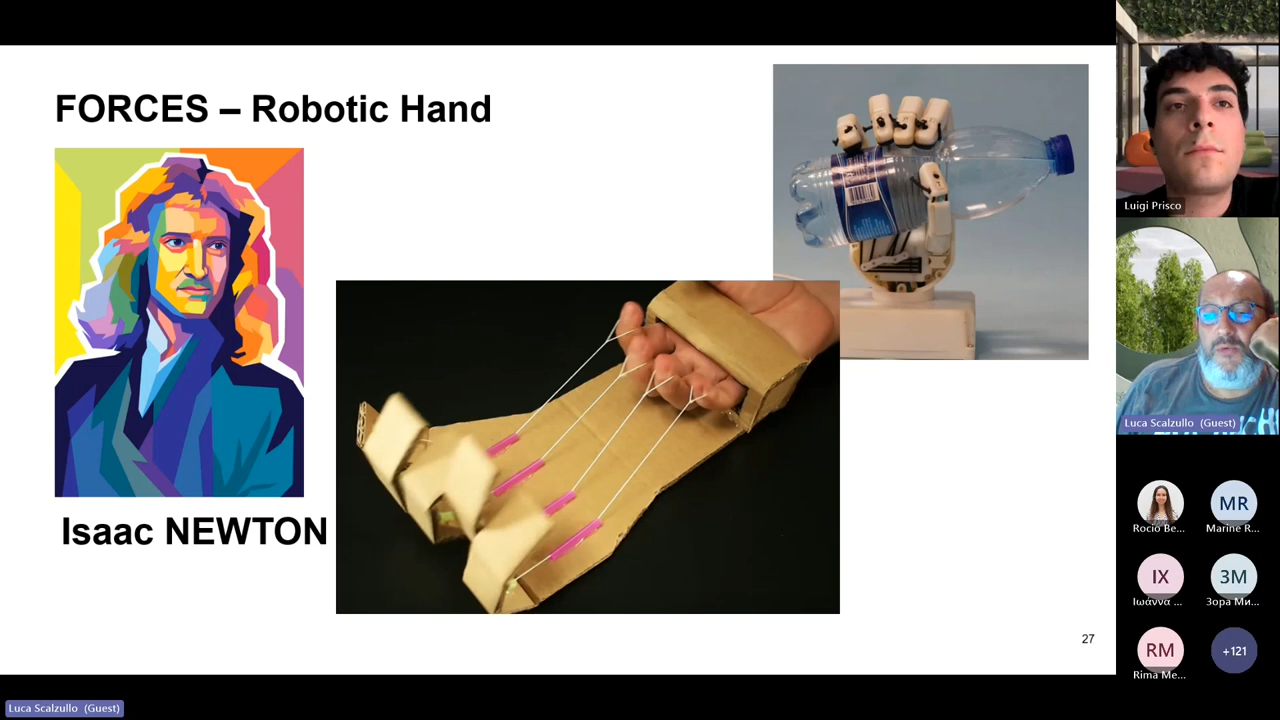 FORCES – Robotic Hand
Isaac NEWTON
27
Luigi Prisco
Luca Scalzullo (Guest)
Rocío Be...
MR
Marine R...
IX
Ιωάννα ...
ЗМ
Зора Ми...
RM
Rima Me...
+121
Luca Scalzullo (Guest)